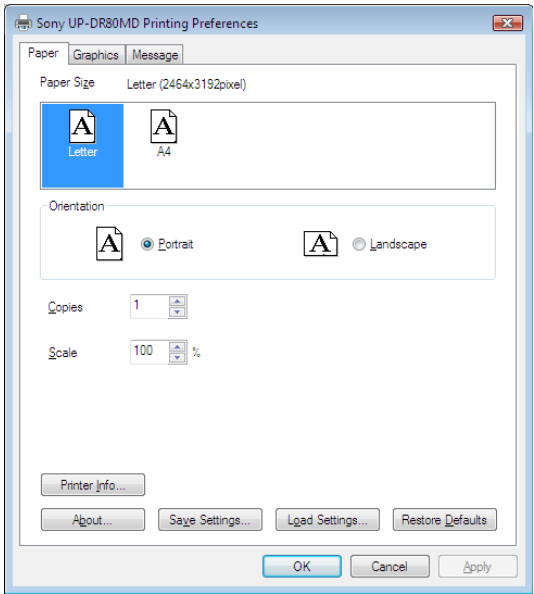 Sony UP-DR80MD Printing Preferences
Paper Graphics Message
Paper Size Letter (2464x3192pixel)
A A
Letter A4
Orientation
A Portrait A Landscape
Copies 1
Scale 100 %
Printer Info...
About... Save Settings... Load Settings... Restore Defaults
OK Cancel Apply